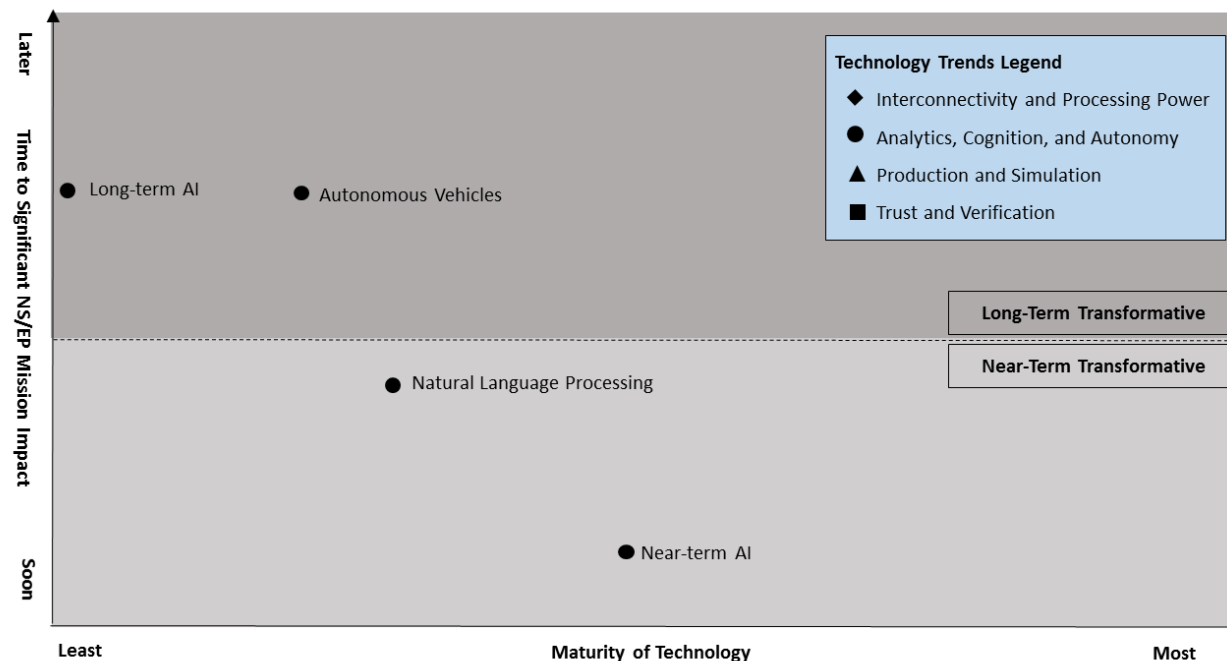 Later
Time to Significant NS/EP Mission Impact
Soon
Technology Trends Legend
Interconnectivity and Processing Power
Analytics, Cognition, and Autonomy
Production and Simulation
Trust and Verification
Long-term AI
Autonomous Vehicles
Long-Term Transformative
Near-Term Transformative
Natural Language Processing
Near-term AI
Least
Maturity of Technology
Most